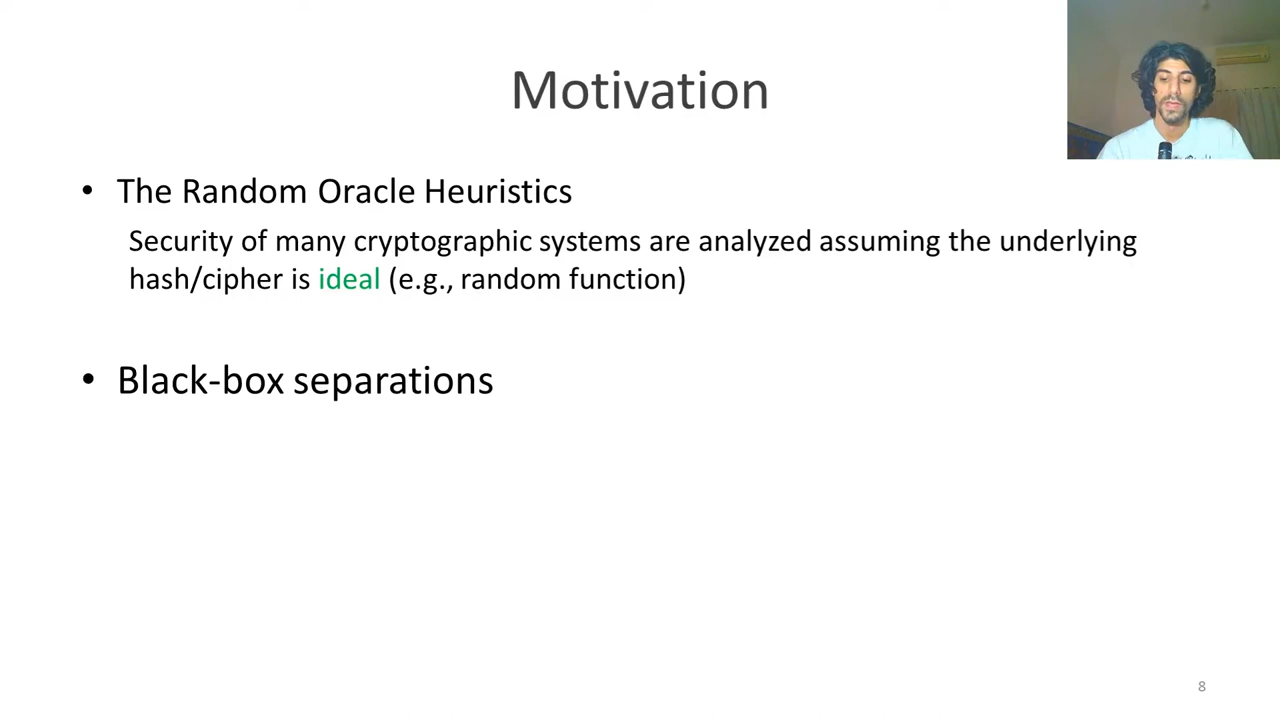 Motivation
• The Random Oracle Heuristics
Security of many cryptographic systems are analyzed assuming the underlying
hash/cipher is ideal (e.g., random function)
• Black-box separations
8